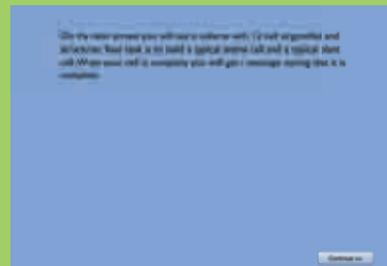 On the next screen you will see a column with 12 cell organelles and
structures. Your task is to build a typical animal cell and a typical plant
cell. When your cell is complete you will get a message saying that it is
complete.
Continue >>